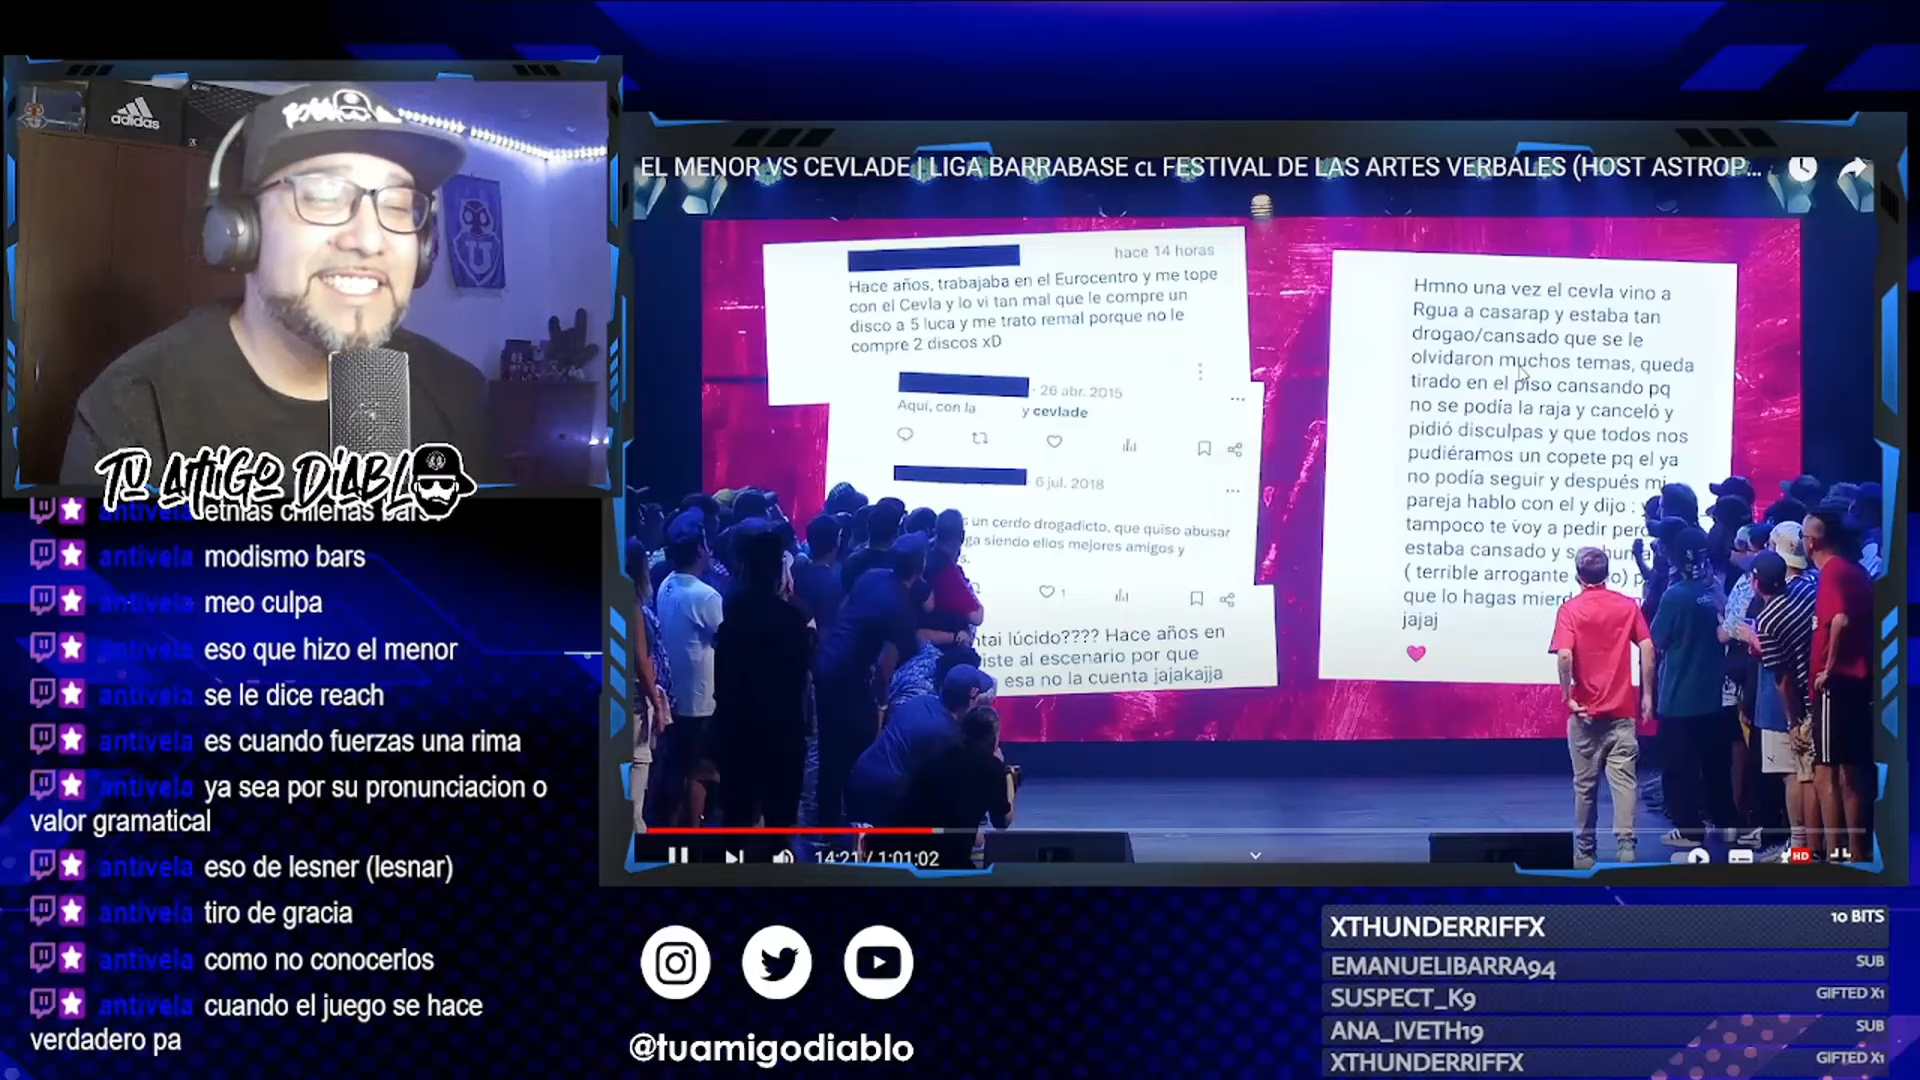 adidas
TU AMIGO DIABLO
antivela etnias chilenas bars
antivela modismo bars
antivela meo culpa
antivela eso que hizo el menor
antivela se le dice reach
antivela es cuando fuerzas una rima
antivela ya sea por su pronunciacion o
valor gramatical
antivela eso de lesner (lesnar)
antivela tiro de gracia
antivela como no conocerlos
antivela cuando el juego se hace
verdadero pa
EL MENOR VS CEVLADE | LIGA BARRABASE CL FESTIVAL DE LAS ARTES VERBALES (HOST ASTROP...
hace 14 horas
Hace años, trabajaba en el Eurocentro y me tope
con el Cevla y lo vi tan mal que le compre un
disco a 5 luca y me trato remal porque no le
compre 2 discos xD
- 26 abr. 2015
Aquí, con la y cevlade
- 6 jul. 2018
s un cerdo drogadicto, que quiso abusar
ga siendo ellos mejores amigos y
s.
1
ntai lúcido???? Hace años en
iste al escenario por que
esa no la cuenta jajakajja
Hmno una vez el cevla vino a
Rgua a casarap y estaba tan
drogao/cansado que se le
olvidaron muchos temas, queda
tirado en el piso cansando pq
no se podía la raja y canceló y
pidió disculpas y que todos nos
pudiéramos un copete pq el ya
no podía seguir y después mi
pareja hablo con el y dijo :
tampoco te voy a pedir perd
estaba cansado y s
( terrible arrogante
que lo hagas mierd
jajaj
14:21 / 1:01:02
HD
@tuamigodiablo
XTHUNDERRIFFX 10 BITS
EMANUELIBARRA94 SUB
SUSPECT_K9 GIFTED X1
ANA_IVETH19 SUB
XTHUNDERRIFFX GIFTED X1